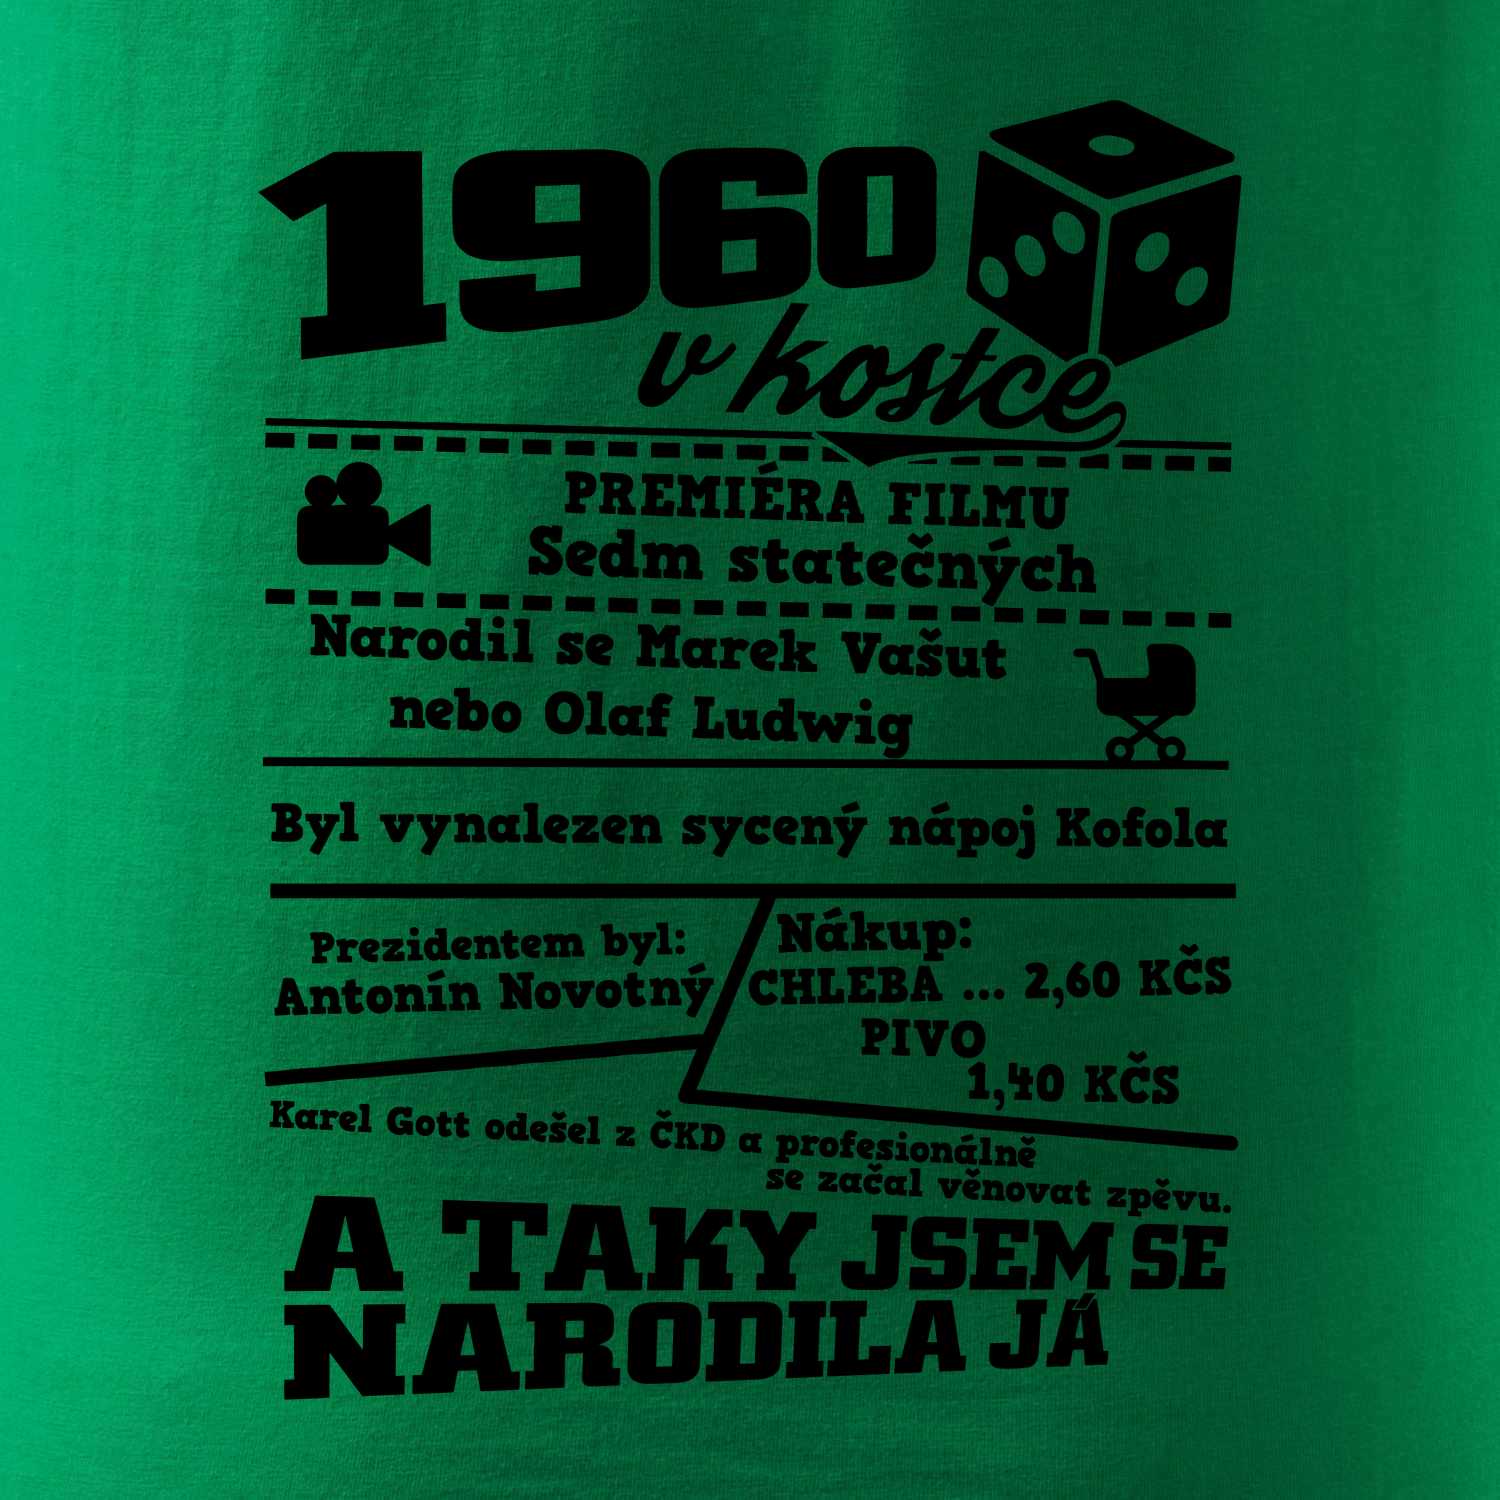 1960
v kostce
PREMIÉRA FILMU
Sedm statečných
Narodil se Marek Vašut
nebo Olaf Ludwig
Byl vynalezen sycený nápoj Kofola
Prezidentem byl:
Antonín Novotný
Nákup:
CHLEBA ... 2,60 KČS
PIVO
1,40 KČS
Karel Gott odešel z ČKD a profesionálně
se začal věnovat zpěvu.
A TAKY JSEM SE
NARODILA JÁ